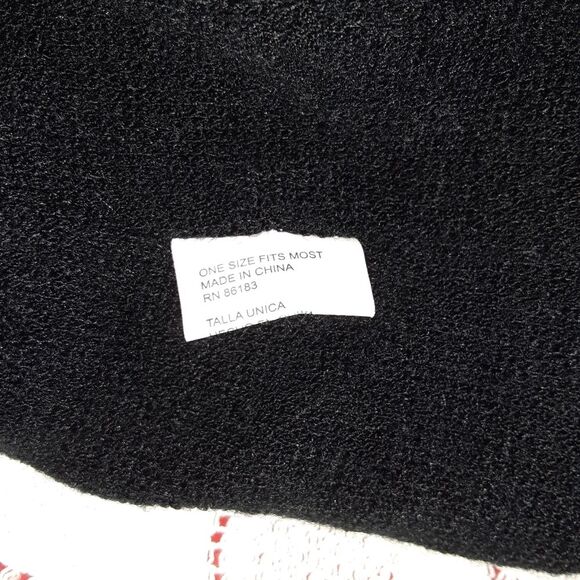 ONE SIZE FITS MOST
MADE IN CHINA
RN 86183
TALLA UNICA